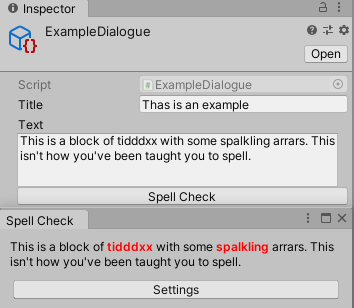 Inspector
ExampleDialogue
Open
Script
ExampleDialogue
Title
Thas is an example
Text
This is a block of tidddxx with some spalkling arrars. This
isn't how you've been taught you to spell.
Spell Check
Spell Check
This is a block of tidddxx with some spalkling arrars. This
isn't how you've been taught you to spell.
Settings